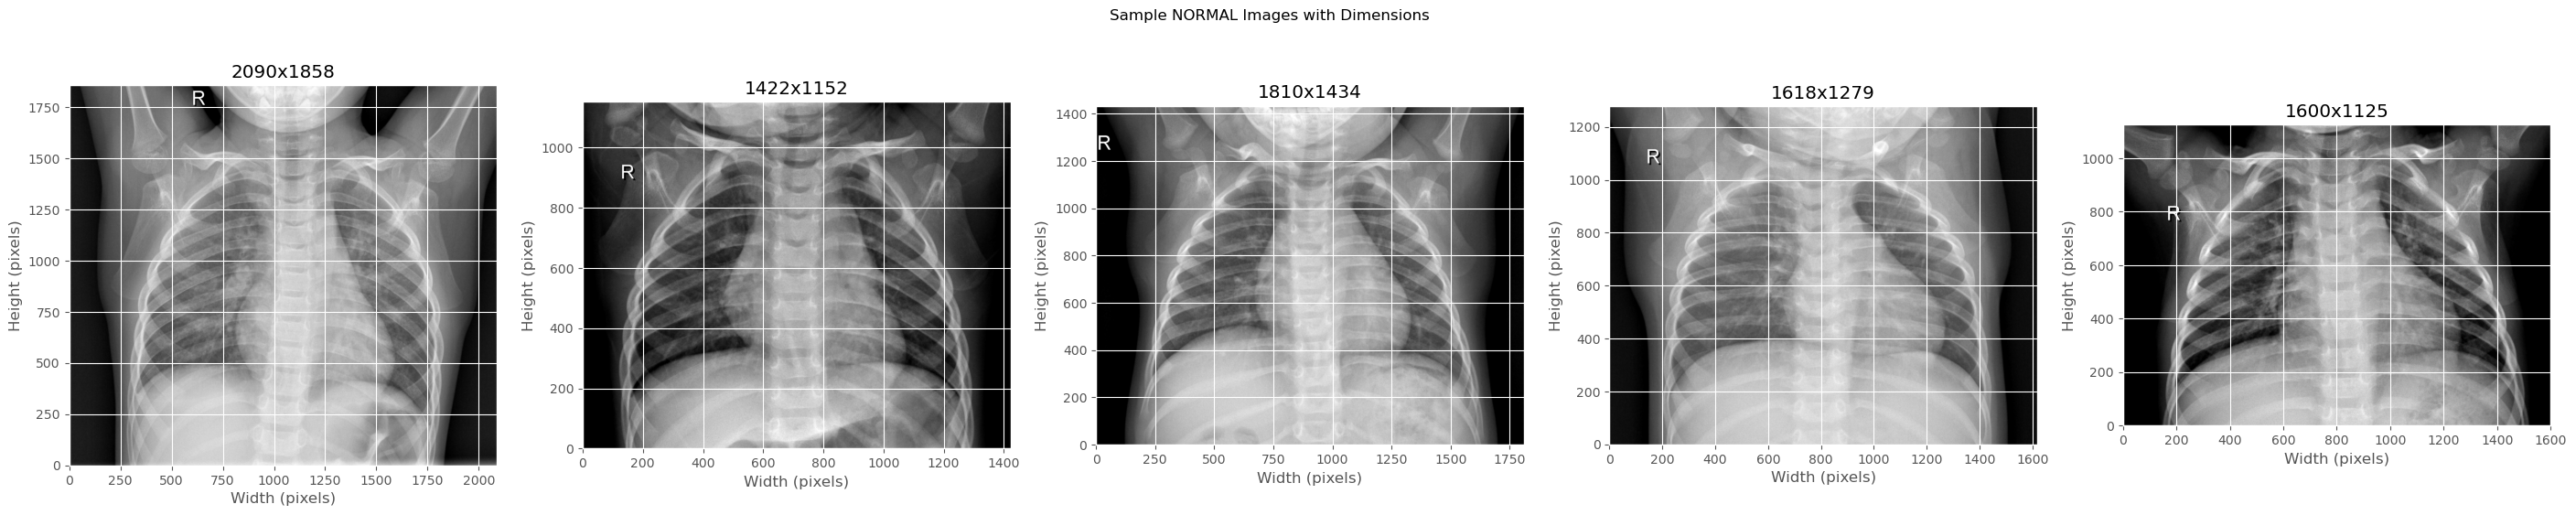 Sample NORMAL Images with Dimensions
2090x1858
R
1750
1500
1250
1000
750
500
250
0
Height (pixels)
0 250 500 750 1000 1250 1500 1750 2000
Width (pixels)
1422x1152
R
1000
800
600
400
200
0
Height (pixels)
0 200 400 600 800 1000 1200 1400
Width (pixels)
1810x1434
R
1400
1200
1000
800
600
400
200
0
Height (pixels)
0 250 500 750 1000 1250 1500 1750
Width (pixels)
1618x1279
R
1200
1000
800
600
400
200
0
Height (pixels)
0 200 400 600 800 1000 1200 1400 1600
Width (pixels)
1600x1125
R
1000
800
600
400
200
0
Height (pixels)
0 200 400 600 800 1000 1200 1400 1600
Width (pixels)